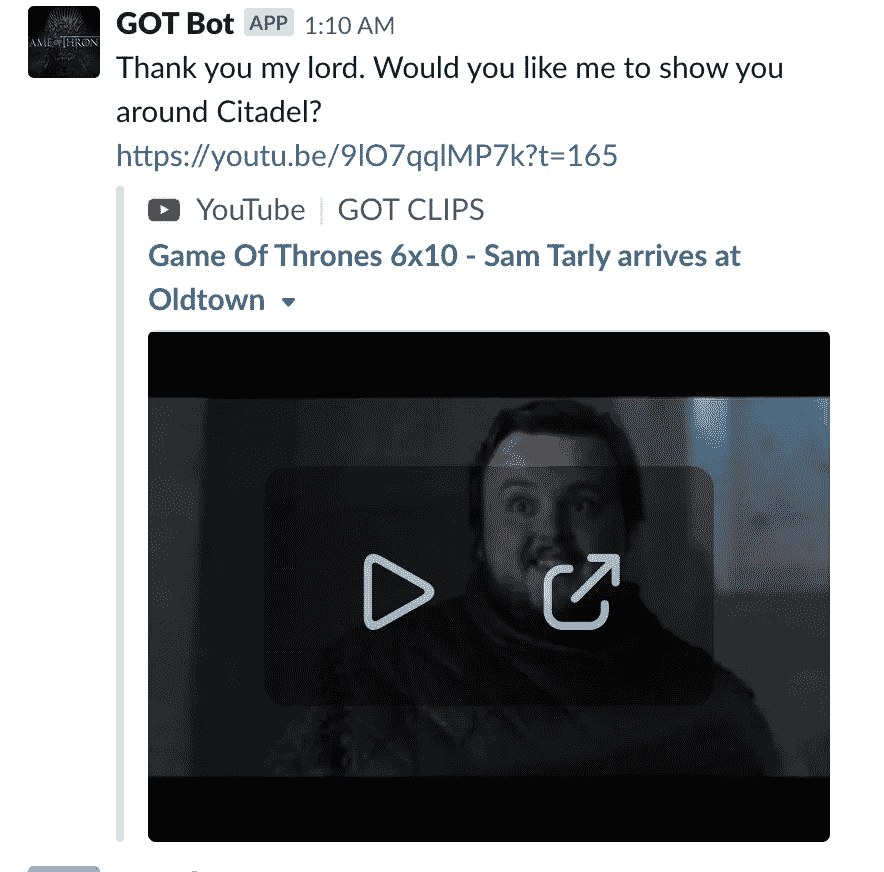 GOT Bot APP 1:10 AM
AME OF THRON
Thank you my lord. Would you like me to show you
around Citadel?
https://youtu.be/9lO7qqlMP7k?t=165
YouTube GOT CLIPS
Game Of Thrones 6x10 - Sam Tarly arrives at
Oldtown